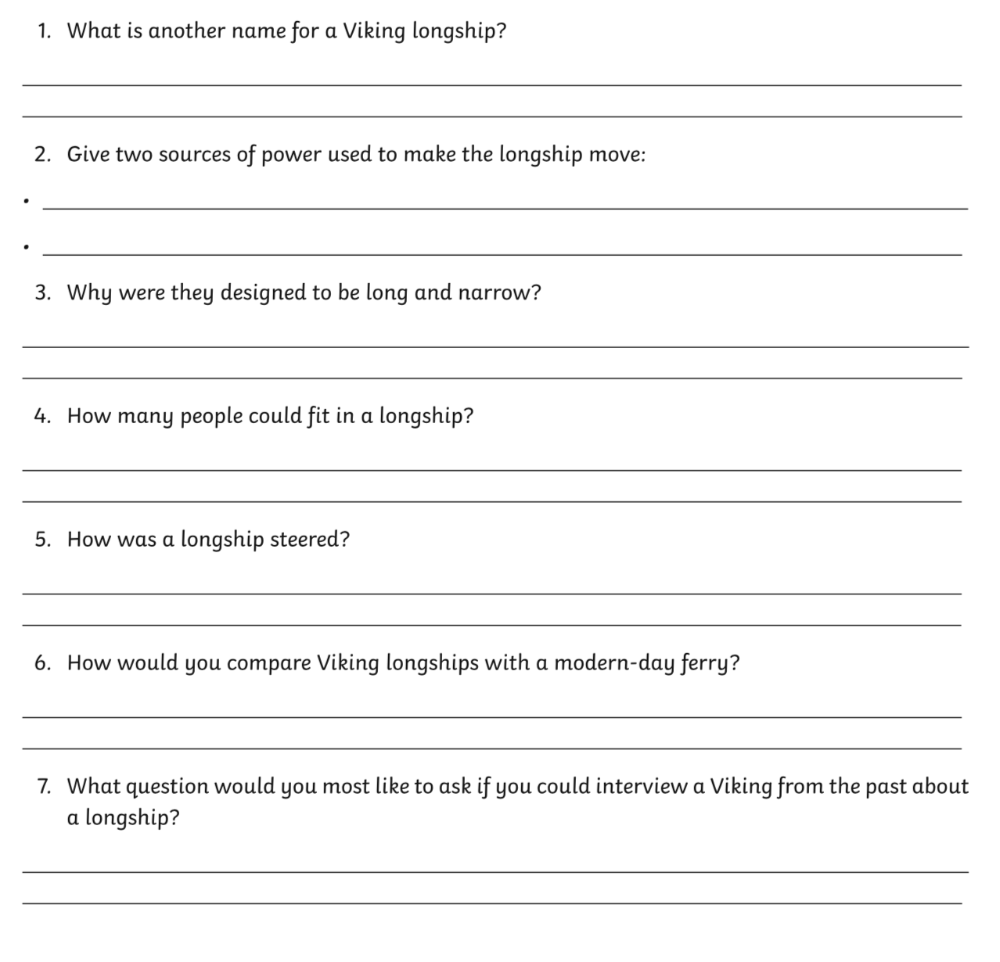 1. What is another name for a Viking longship?
2. Give two sources of power used to make the longship move:
•
•
3. Why were they designed to be long and narrow?
4. How many people could fit in a longship?
5. How was a longship steered?
6. How would you compare Viking longships with a modern-day ferry?
7. What question would you most like to ask if you could interview a Viking from the past about
a longship?